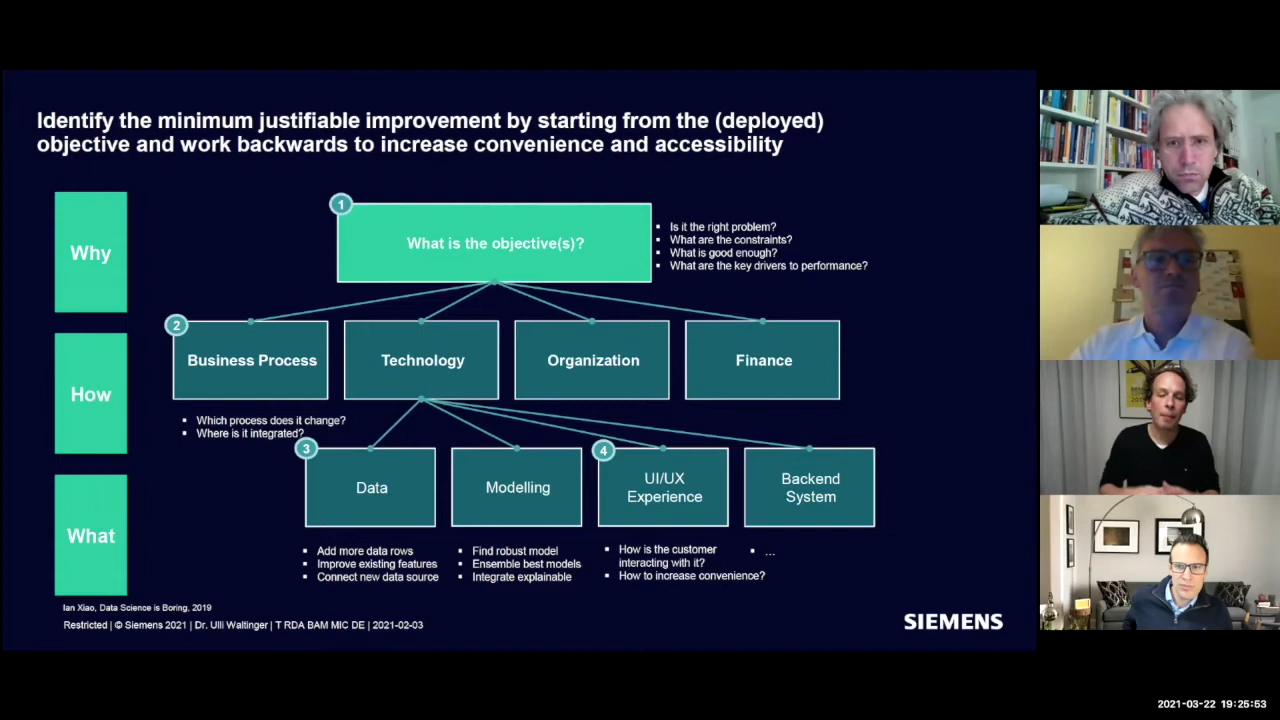 Identify the minimum justifiable improvement by starting from the (deployed)
objective and work backwards to increase convenience and accessibility
Why
1
What is the objective(s)?
▪ Is it the right problem?
▪ What are the constraints?
▪ What is good enough?
▪ What are the key drivers to performance?
How
2
Business Process
Technology
Organization
Finance
▪ Which process does it change?
▪ Where is it integrated?
What
3
Data
Modelling
4
UI/UX
Experience
Backend
System
▪ Add more data rows
▪ Improve existing features
▪ Connect new data source
▪ Find robust model
▪ Ensemble best models
▪ Integrate explainable
▪ How is the customer
interacting with it?
▪ How to increase convenience?
▪ ...
Ian Xiao, Data Science is Boring, 2019
Restricted | © Siemens 2021 | Dr. Ulli Waltinger | T RDA BAM MIC DE | 2021-02-03
SIEMENS
2021-03-22 19:25:53